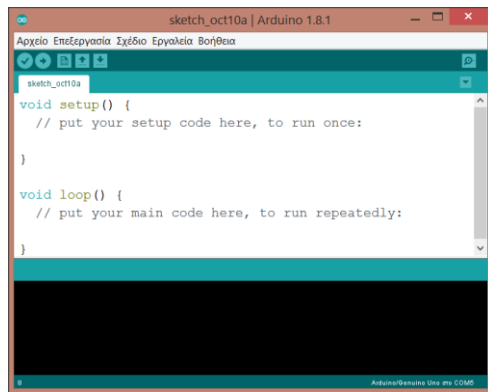 sketch_oct10a | Arduino 1.8.1
Αρχείο Επεξεργασία Σχέδιο Εργαλεία Βοήθεια
sketch_oct10a
void setup() {
// put your setup code here, to run once:
}
void loop() {
// put your main code here, to run repeatedly:
}
8
Arduino/Genuino Uno στο COM5